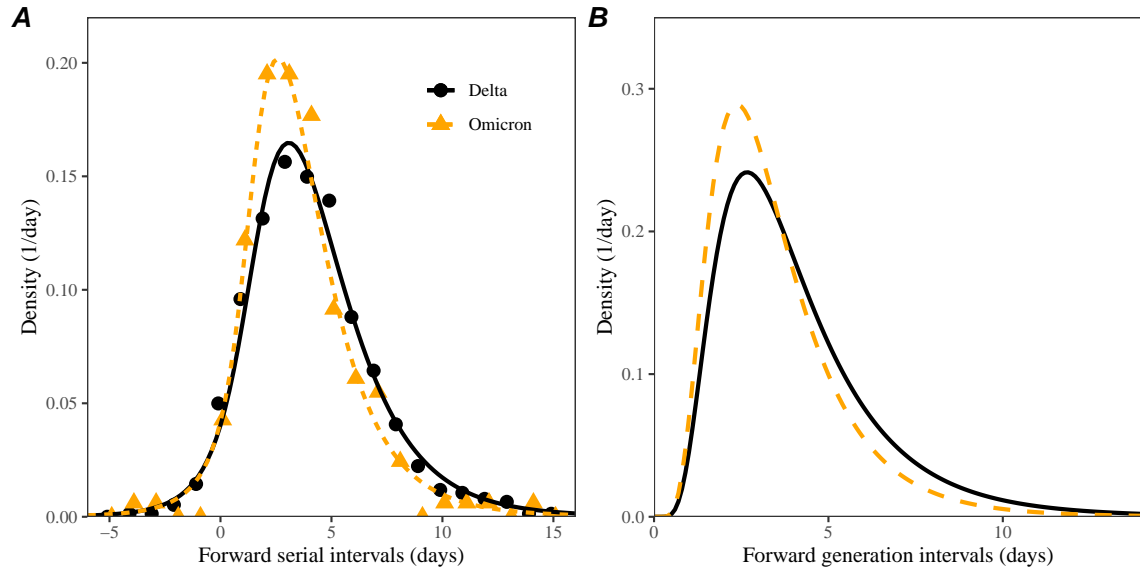 A
Density (1/day)
0.20
0.15
0.10
0.05
0.00
−5
0
5
10
15
Forward serial intervals (days)
Delta
Omicron
B
Density (1/day)
0.3
0.2
0.1
0.0
0
5
10
Forward generation intervals (days)